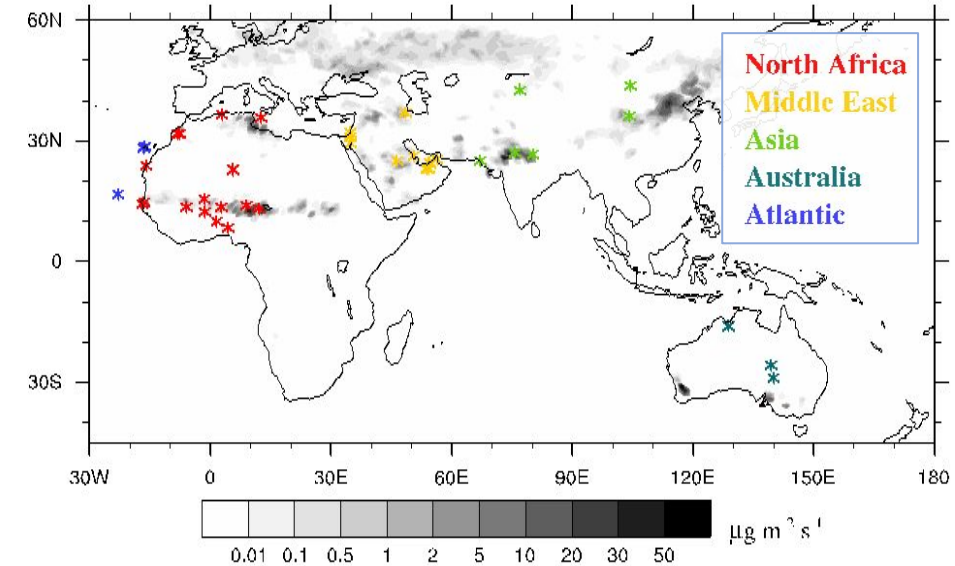 60N
30N
0
30S
North Africa
Middle East
Asia
Australia
Atlantic
30W 0 30E 60E 90E 120E 150E 180
0.01 0.1 0.5 1 2 5 10 20 30 50
μg m⁻² s⁻¹